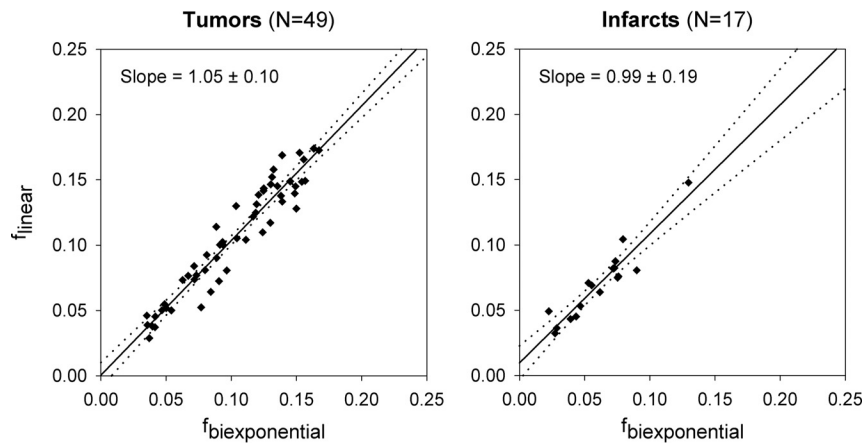 Tumors (N=49)
Infarcts (N=17)
Slope = 1.05 ± 0.10
0.25
0.20
0.15
0.10
0.05
0.00
f_linear
0.00 0.05 0.10 0.15 0.20 0.25
f_biexponential
Slope = 0.99 ± 0.19
0.25
0.20
0.15
0.10
0.05
0.00
0.00 0.05 0.10 0.15 0.20 0.25
f_biexponential